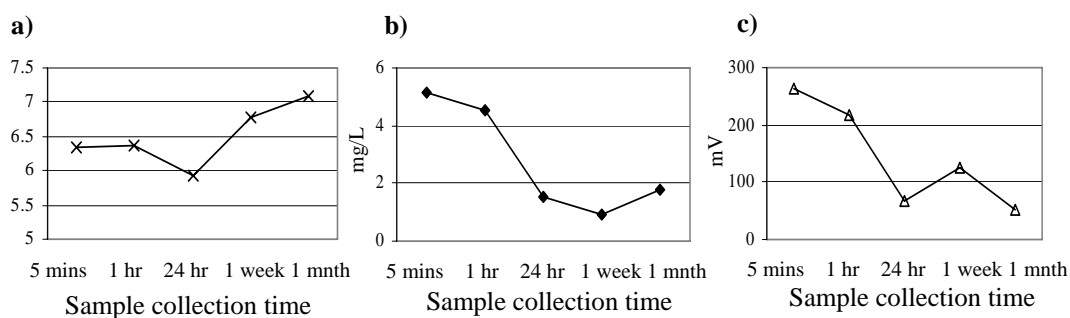 a)
7.5
7
6.5
6
5.5
5
5 mins 1 hr 24 hr 1 week 1 mnth
Sample collection time
b)
6
4
2
0
mg/L
5 mins 1 hr 24 hr 1 week 1 mnth
Sample collection time
c)
300
200
100
0
mV
5 mins 1 hr 24 hr 1 week 1 mnth
Sample collection time